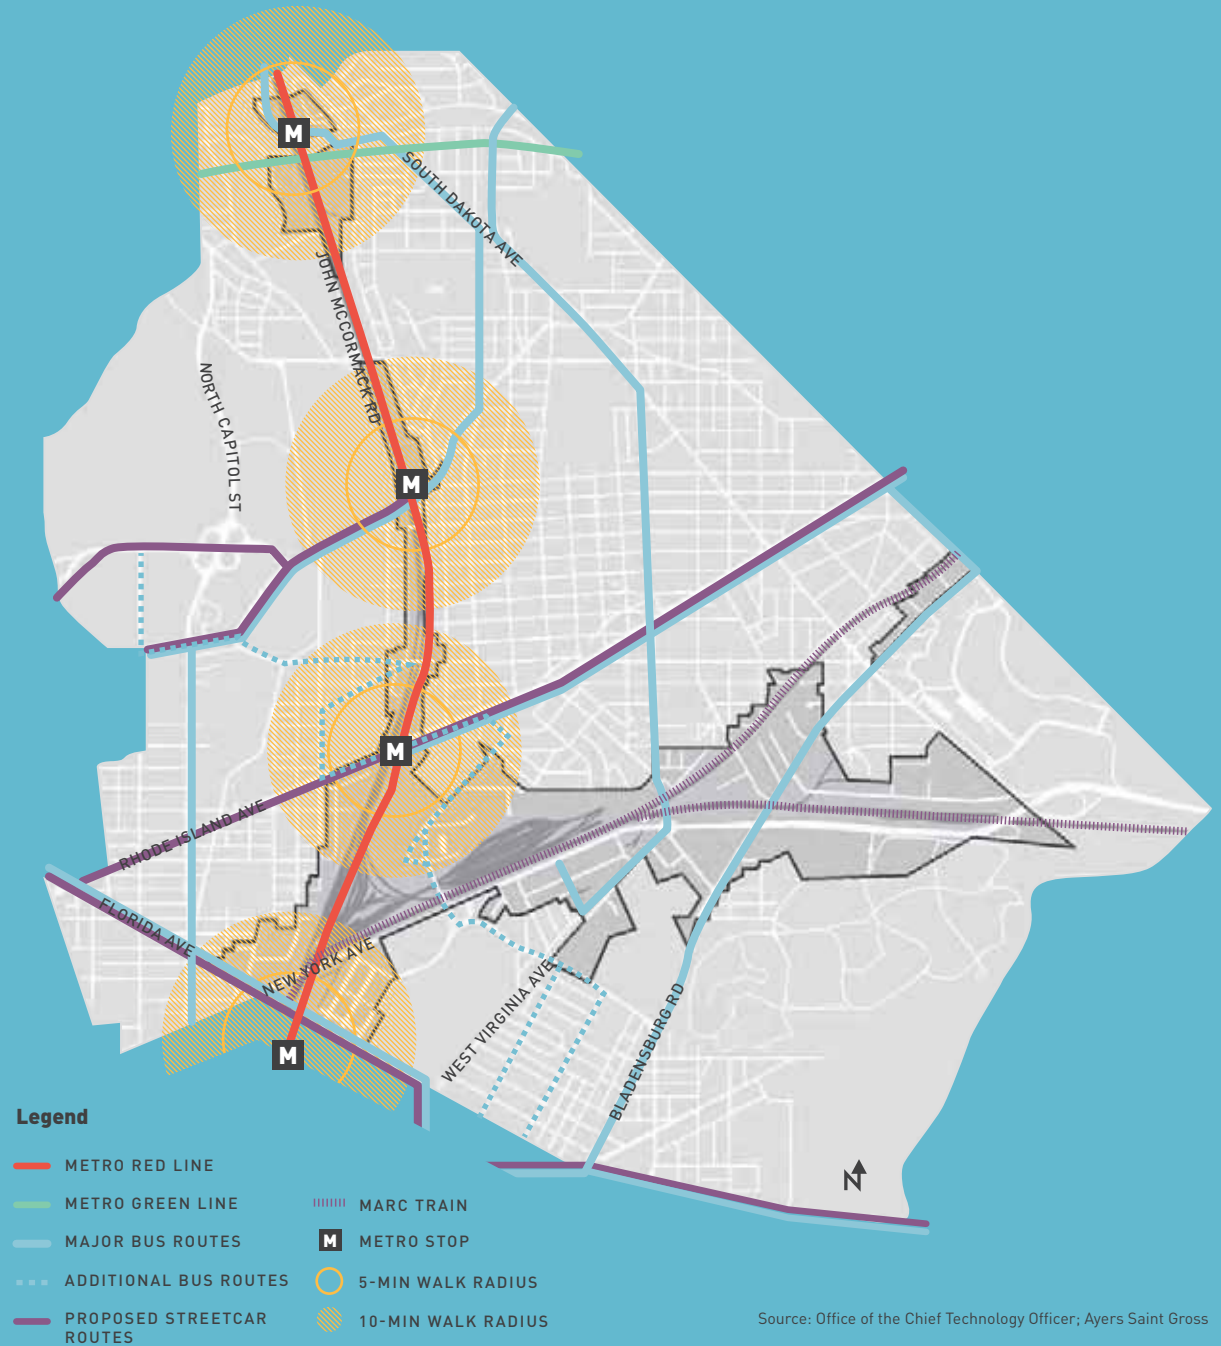 M
SOUTH DAKOTA AVE
JOHN MCCORMACK RD
NORTH CAPITOL ST
M
M
RHODE ISLAND AVE
FLORIDA AVE
NEW YORK AVE
WEST VIRGINIA AVE
BLADENSBURG RD
M
N
Legend
METRO RED LINE
METRO GREEN LINE
MAJOR BUS ROUTES
ADDITIONAL BUS ROUTES
PROPOSED STREETCAR
ROUTES
MARC TRAIN
M METRO STOP
5-MIN WALK RADIUS
10-MIN WALK RADIUS
Source: Office of the Chief Technology Officer; Ayers Saint Gross